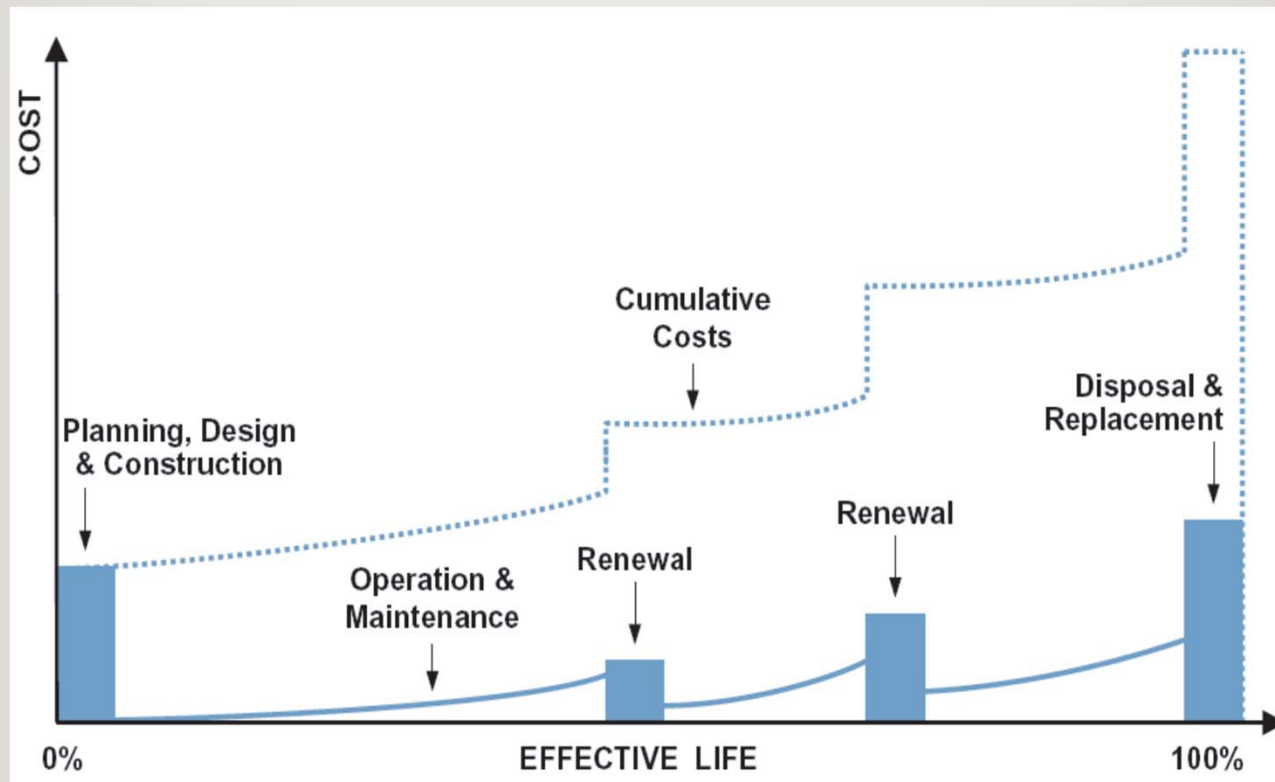 COST
Cumulative
Costs
Disposal &
Replacement
Planning, Design
& Construction
Renewal
Renewal
Operation &
Maintenance
0%
EFFECTIVE LIFE
100%